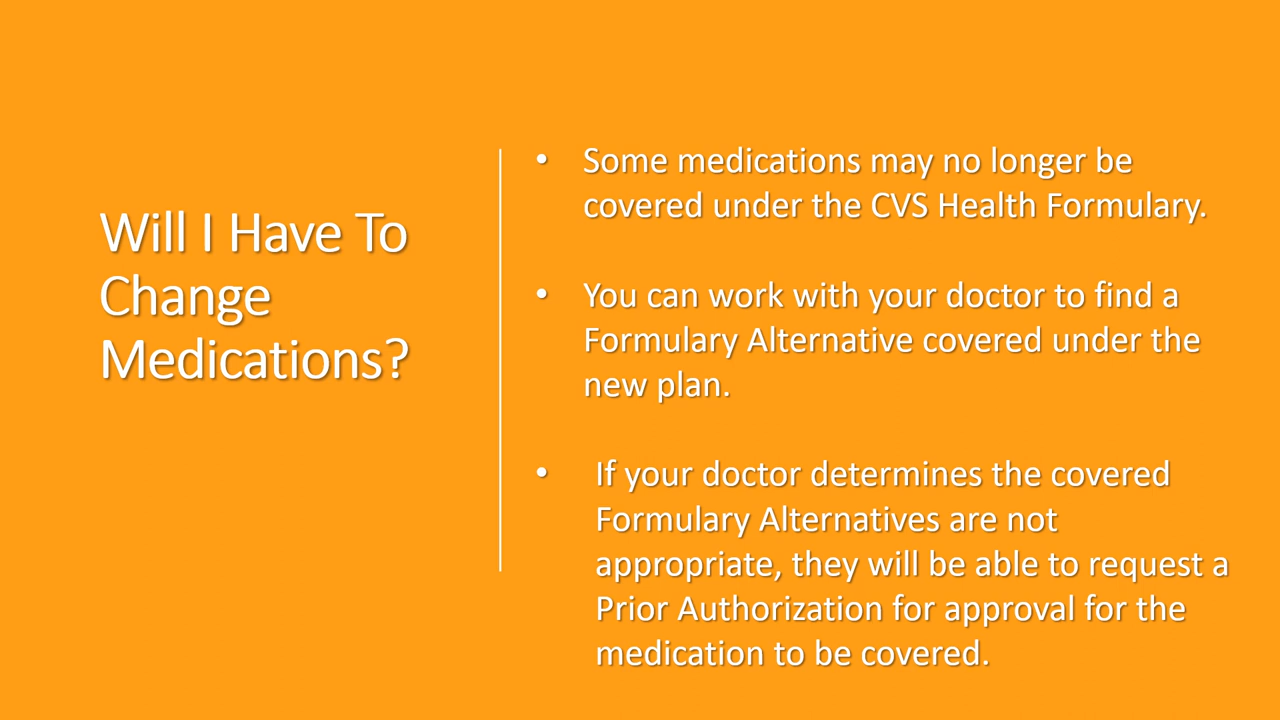 Will I Have To
Change
Medications?
• Some medications may no longer be
covered under the CVS Health Formulary.
• You can work with your doctor to find a
Formulary Alternative covered under the
new plan.
• If your doctor determines the covered
Formulary Alternatives are not
appropriate, they will be able to request a
Prior Authorization for approval for the
medication to be covered.